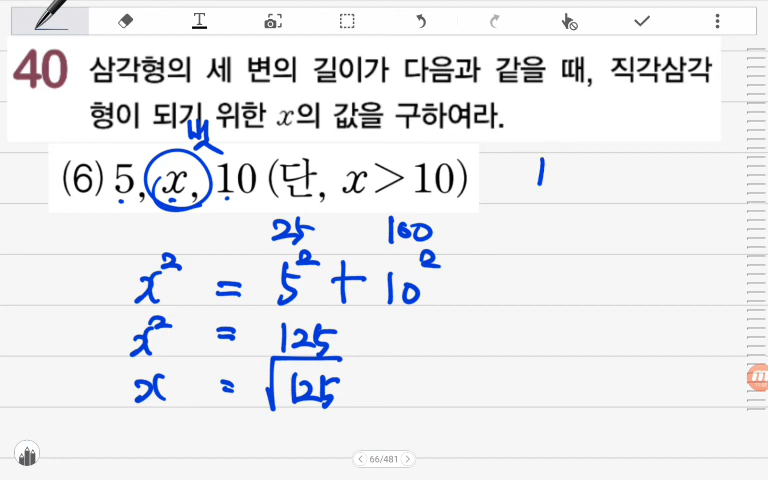 40 삼각형의 세 변의 길이가 다음과 같을 때, 직각삼각
형이 되기 위한 x의 값을 구하여라.
빗
(6) 5, x, 10 (단, x > 10)
25 100
x² = 5² + 10²
x² = 125
x = √125
66/481